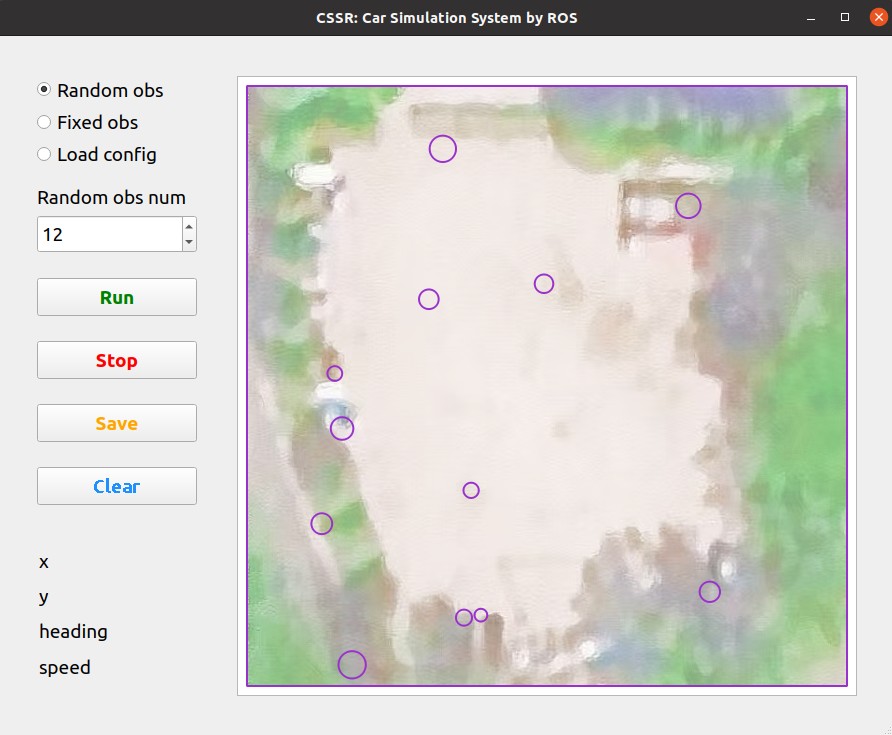 CSSR: Car Simulation System by ROS
Random obs
Fixed obs
Load config
Random obs num
12
Run
Stop
Save
Clear
x
y
heading
speed